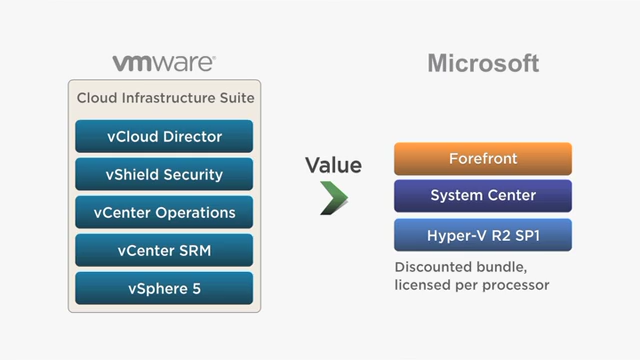 vmware®
Cloud Infrastructure Suite
vCloud Director
vShield Security
vCenter Operations
vCenter SRM
vSphere 5
Value
Microsoft
Forefront
System Center
Hyper-V R2 SP1
Discounted bundle,
licensed per processor